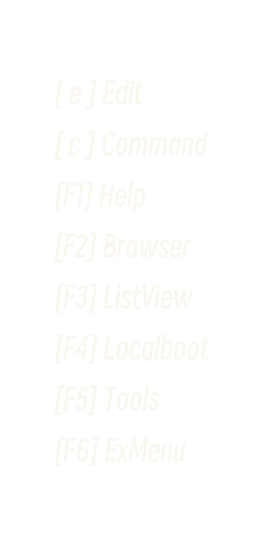 [ e ] Edit
[ c ] Command
[F1] Help
[F2] Browser
[F3] ListView
[F4] Localboot
[F5] Tools
[F6] ExMenu